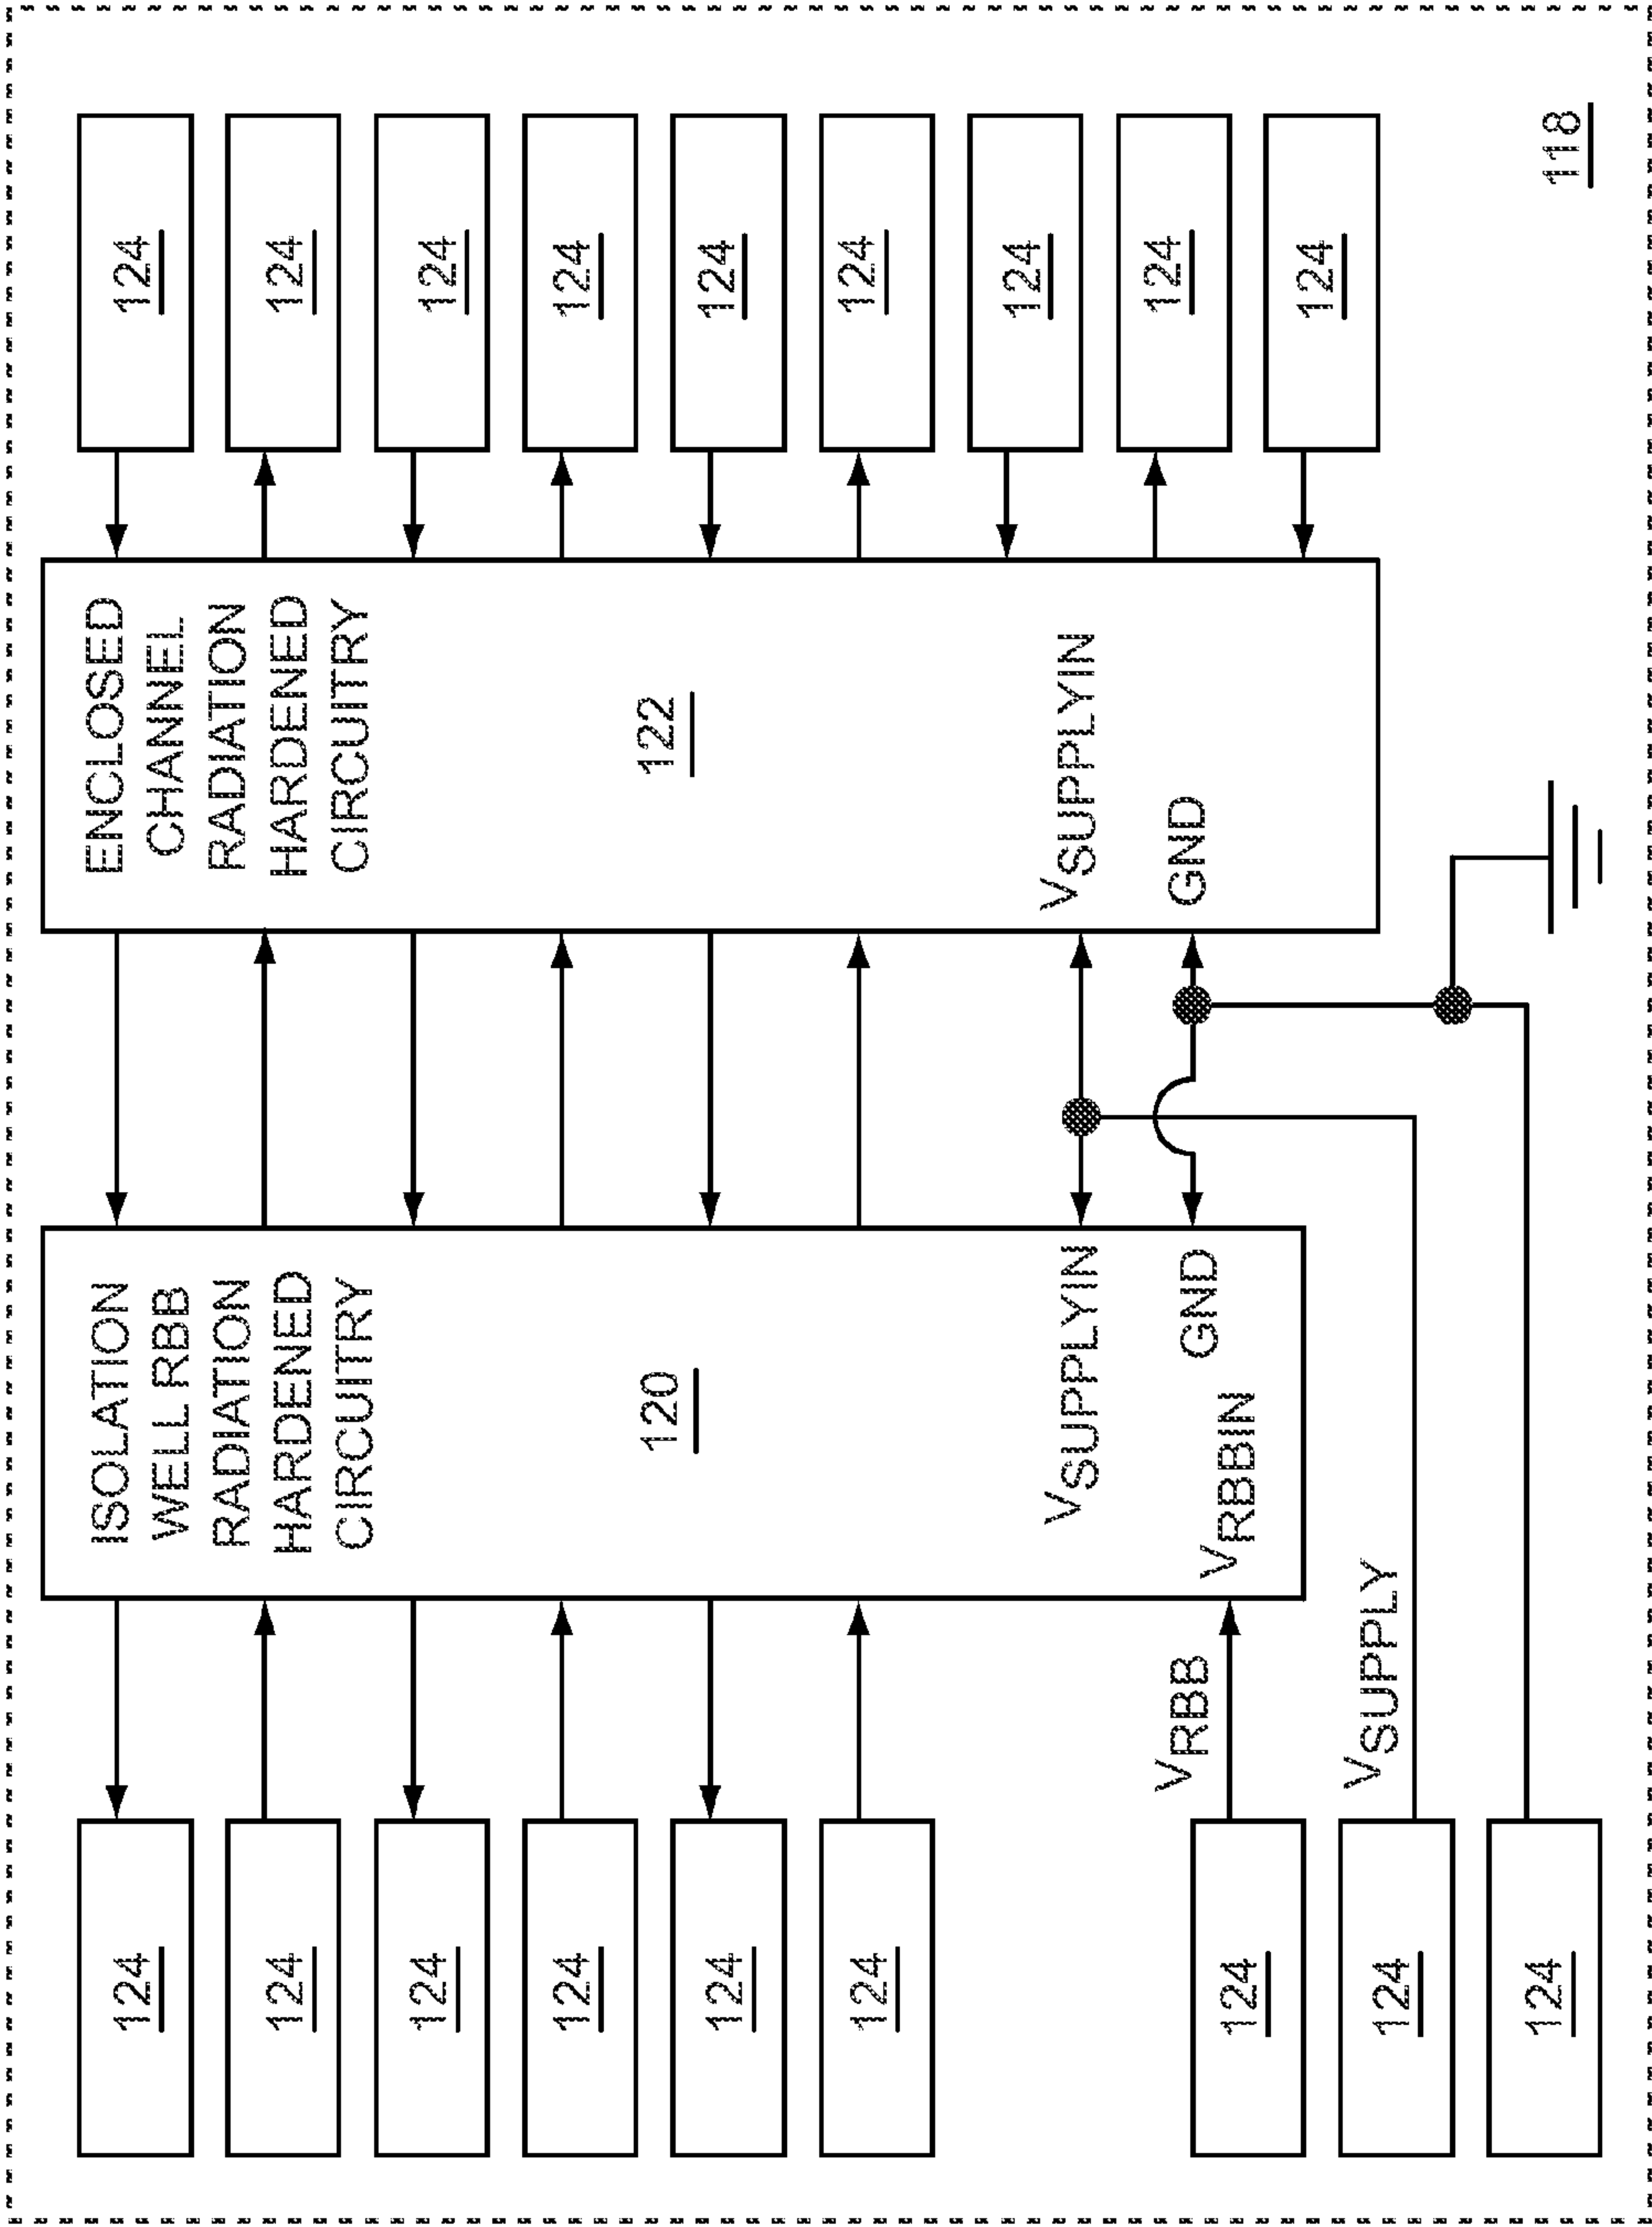 124
124
124
124
124
124
124
124
124
ISOLATION
WELL RBB
RADIATION
HARDENED
CIRCUITRY
120
VSUPPLYIN
GND
VRBBIN
VRBB
VSUPPLY
ENCLOSED
CHANNEL
RADIATION
HARDENED
CIRCUITRY
122
VSUPPLYIN
GND
124
124
124
124
124
124
124
124
124
118